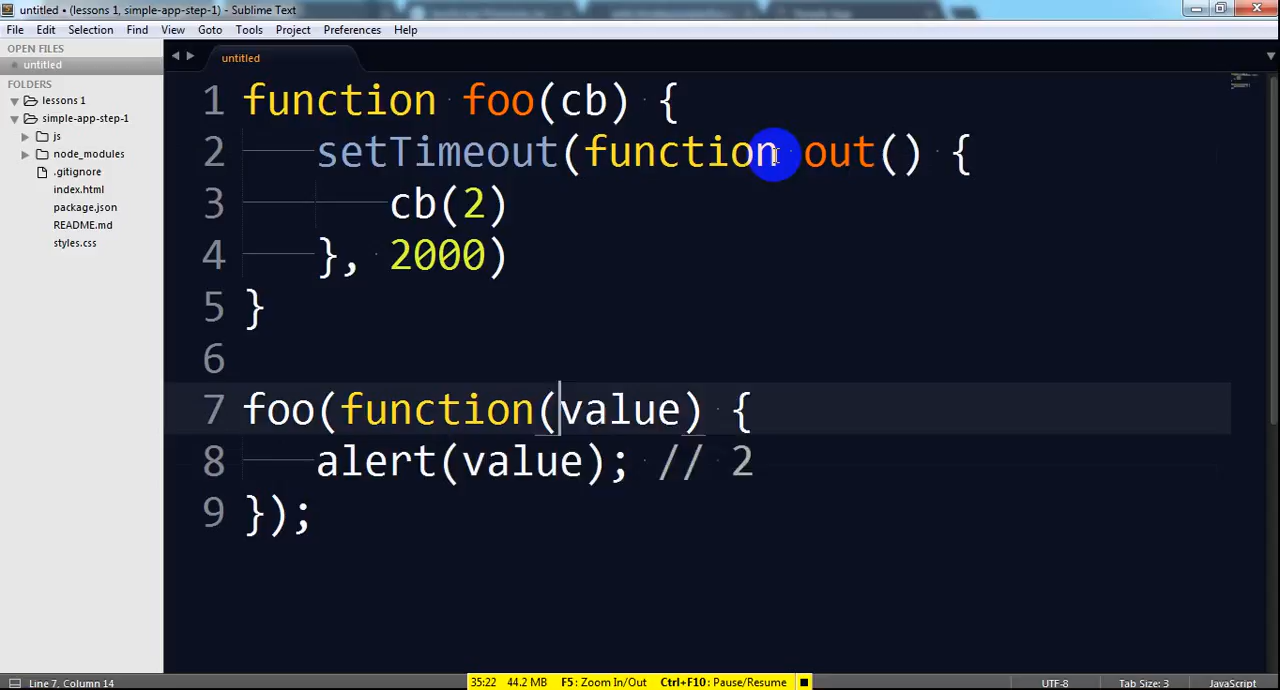 untitled • (lessons 1, simple-app-step-1) - Sublime Text
File Edit Selection Find View Goto Tools Project Preferences Help
OPEN FILES
untitled
FOLDERS
lessons 1
simple-app-step-1
js
node_modules
.gitignore
index.html
package.json
README.md
styles.css
untitled
1 function foo(cb) {
2 setTimeout(function out() {
3 cb(2)
4 }, 2000)
5 }
6
7 foo(function(value) {
8 alert(value); // 2
9 });
Line 7, Column 14
35:22 44.2 MB F5: Zoom In/Out Ctrl+F10: Pause/Resume
UTF-8 Tab Size: 3 JavaScript